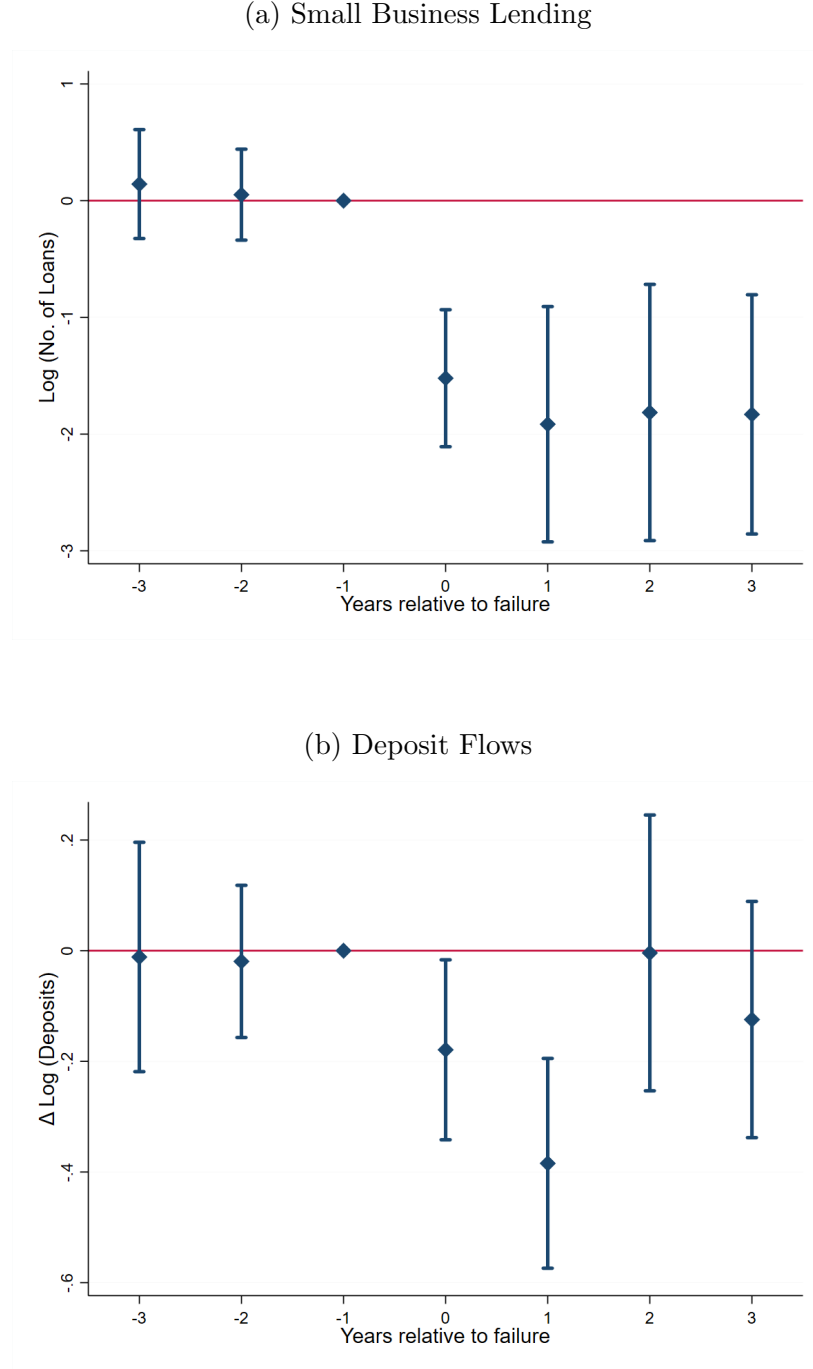 (a) Small Business Lending
1
0
-1
-2
-3
Log (No. of Loans)
-3 -2 -1 0 1 2 3
Years relative to failure
(b) Deposit Flows
.2
0
-.2
-.4
-.6
Δ Log (Deposits)
-3 -2 -1 0 1 2 3
Years relative to failure